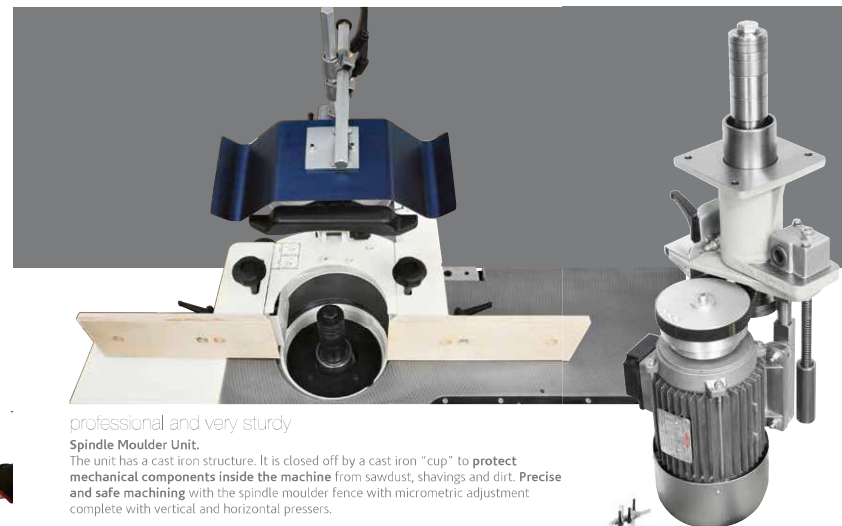 professional and very sturdy
Spindle Moulder Unit.
The unit has a cast iron structure. It is closed off by a cast iron “cup” to protect
mechanical components inside the machine from sawdust, shavings and dirt. Precise
and safe machining with the spindle moulder fence with micrometric adjustment
complete with vertical and horizontal pressers.